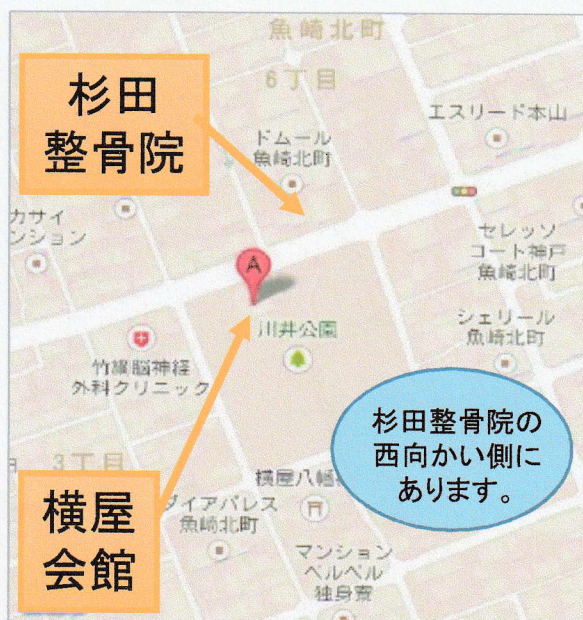 魚崎北町
6丁目
杉田
整骨院
エスリード本山
ドムール
魚崎北町
カサイ
ンション
セレッソ
コート神戸
魚崎北町
A
川井公園
シェリール
魚崎北町
竹旗脳神経
外科クリニック
杉田整骨院の
西向かい側に
あります。
3丁目
横屋
会館
横屋八幡
ダイアパレス
魚崎北町
マンション
ベルベル
独身寮